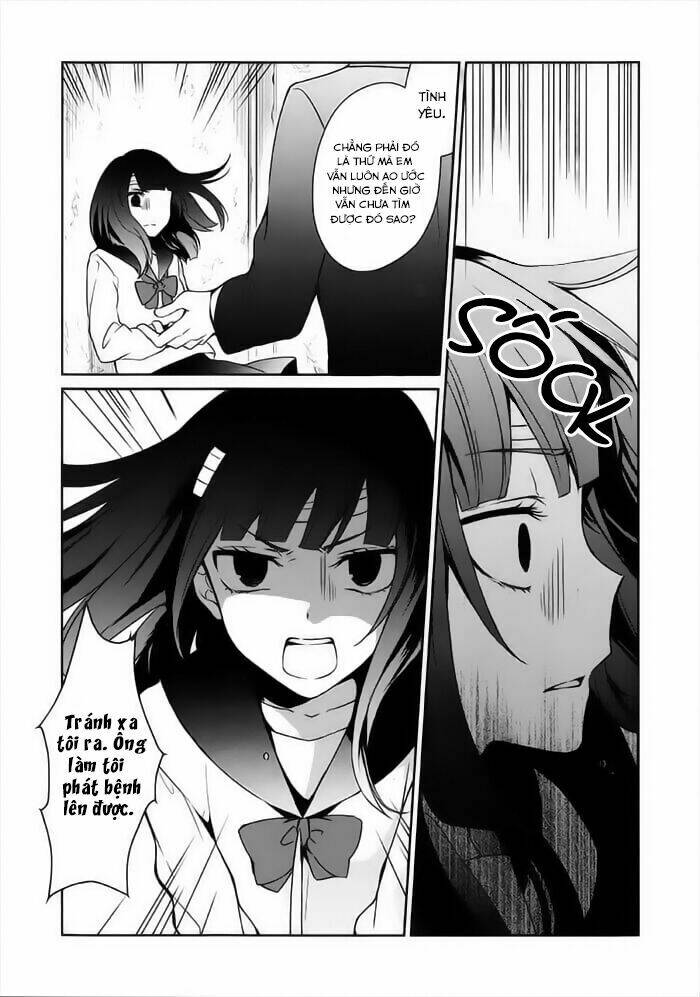 TÌNH
YÊU.
CHẲNG PHẢI ĐÓ
LÀ THỨ MÀ EM
VẪN LUÔN AO ƯỚC
NHƯNG ĐẾN GIỜ
VẪN CHƯA TÌM
ĐƯỢC ĐÓ SAO?
SỐCK
Tránh xa
tôi ra. Ông
làm tôi
phát bệnh
lên được.